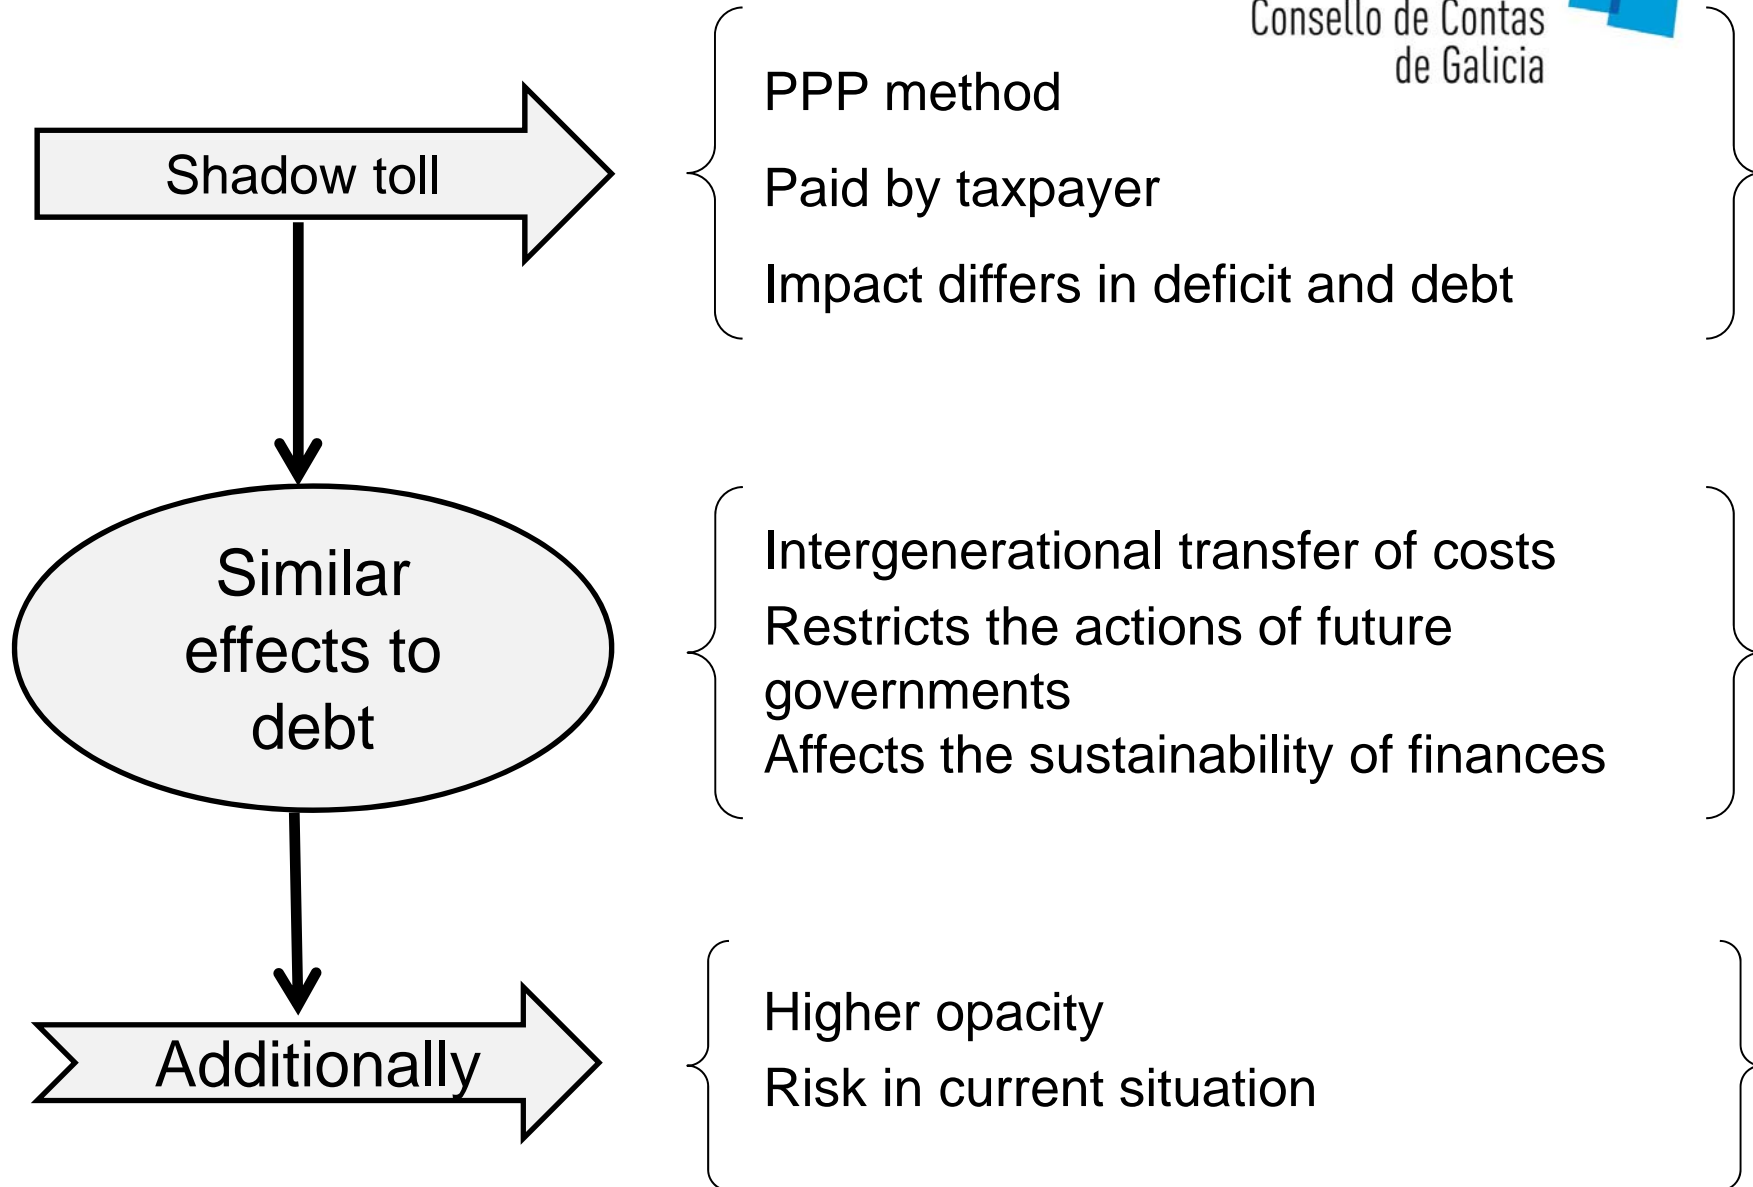 Consello de Contas
de Galicia
Shadow toll
PPP method
Paid by taxpayer
Impact differs in deficit and debt
Similar
effects to
debt
Intergenerational transfer of costs
Restricts the actions of future
governments
Affects the sustainability of finances
Additionally
Higher opacity
Risk in current situation